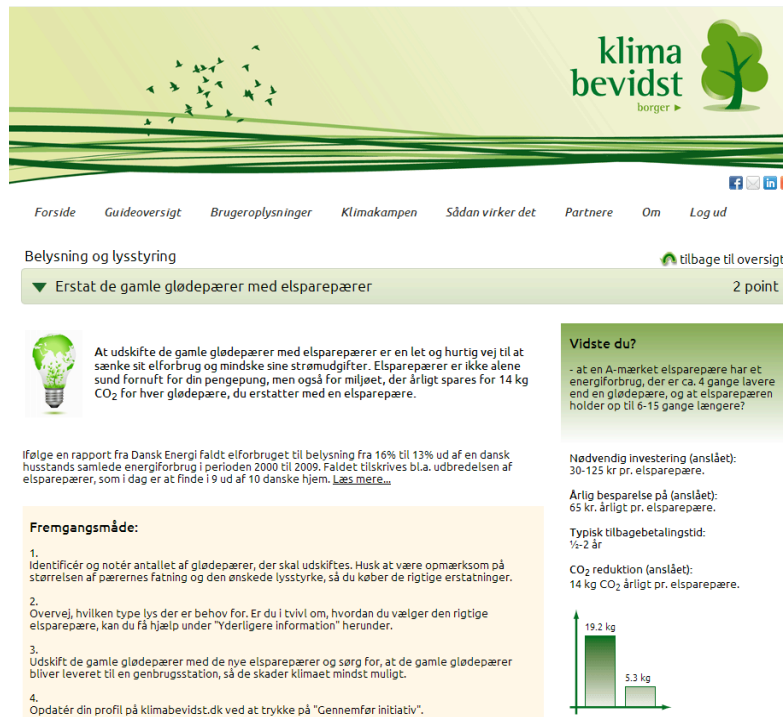 klima
bevidst
borger
Forside Guideoversigt Brugeroplysninger Klimakampen Sådan virker det Partnere Om Log ud
Belysning og lysstyring
tilbage til oversigt
Erstat de gamle glødepærer med elsparepærer
2 point
At udskifte de gamle glødepærer med elsparepærer er en let og hurtig vej til at
sænke sit elforbrug og mindske sine strømudgifter. Elsparepærer er ikke alene
sund fornuft for din pengepung, men også for miljøet, der årligt spares for 14 kg
CO2 for hver glødepære, du erstatter med en elsparepære.
Ifølge en rapport fra Dansk Energi faldt elforbruget til belysning fra 16% til 13% ud af en dansk
husstands samlede energiforbrug i perioden 2000 til 2009. Faldet tilskrives bl.a. udbredelsen af
elsparepærer, som i dag er at finde i 9 ud af 10 danske hjem. Læs mere...
Fremgangsmåde:
1.
Identificér og notér antallet af glødepærer, der skal udskiftes. Husk at være opmærksom på
størrelsen af pærernes fatning og den ønskede lysstyrke, så du køber de rigtige erstatninger.
2.
Overvej, hvilken type lys der er behov for. Er du i tvivl om, hvordan du vælger den rigtige
elsparepære, kan du få hjælp under "Yderligere information" herunder.
3.
Udskift de gamle glødepærer med de nye elsparepærer og sørg for, at de gamle glødepærer
bliver leveret til en genbrugsstation, så de skader klimaet mindst muligt.
4.
Opdatér din profil på klimabevidst.dk ved at trykke på "Gennemfør initiativ".
Vidste du?
- at en A-mærket elsparepære har et
energiforbrug, der er ca. 4 gange lavere
end en glødepære, og at elsparepæren
holder op til 6-15 gange længere?
Nødvendig investering (anslået):
30-125 kr pr. elsparepære.
Årlig besparelse på (anslået):
65 kr. årligt pr. elsparepære.
Typisk tilbagebetalingstid:
½-2 år
CO2 reduktion (anslået):
14 kg CO2 årligt pr. elsparepære.
19.2 kg
5.3 kg